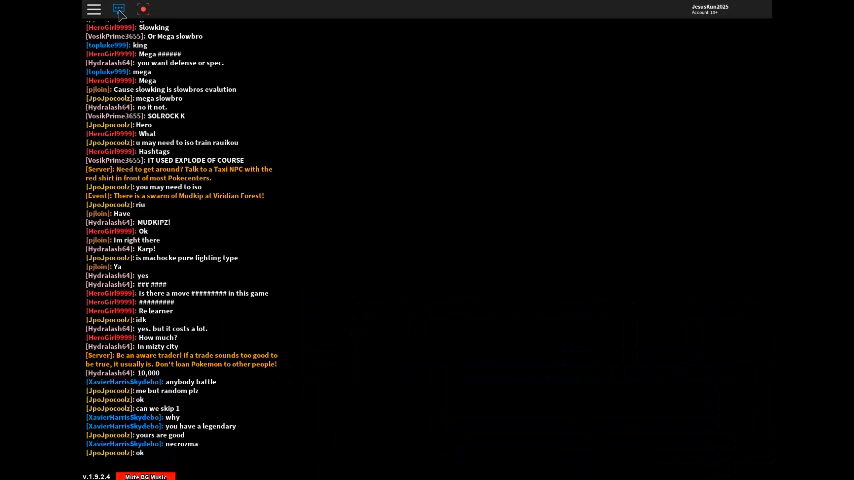 JesusXun2025
Account: 13+
[HeroGirl9999]: Slowking
[VosikPrime3655]: Or Mega slowbro
[topluke999]: king
[HeroGirl9999]: Mega ######
[Hydralash64]: you want defense or spec.
[topluke999]: mega
[HeroGirl9999]: Mega
[pjloin]: Cause slowking is slowbros evalution
[JpoJpocoolz]: mega slowbro
[Hydralash64]: no it not.
[VosikPrime3655]: SOLROCK K
[JpoJpocoolz]: Hero
[HeroGirl9999]: What
[JpoJpocoolz]: u may need to iso train rauikou
[HeroGirl9999]: Hashtags
[VosikPrime3655]: IT USED EXPLODE OF COURSE
[Server]: Need to get around? Talk to a Taxi NPC with the
red shirt in front of most Pokecenters.
[JpoJpocoolz]: you may need to iso
[Event]: There is a swarm of Mudkip at Viridian Forest!
[JpoJpocoolz]: riu
[pjloin]: Have
[Hydralash64]: MUDKIPZ!
[HeroGirl9999]: Ok
[pjloin]: Im right there
[Hydralash64]: Karp!
[JpoJpocoolz]: is machocke pure fighting type
[pjloin]: Ya
[Hydralash64]: yes
[Hydralash64]: ### ####
[HeroGirl9999]: Is there a move ######### in this game
[HeroGirl9999]: #########
[HeroGirl9999]: Re learner
[JpoJpocoolz]: idk
[Hydralash64]: yes. but it costs a lot.
[HeroGirl9999]: How much?
[Hydralash64]: In mizty city
[Server]: Be an aware trader! If a trade sounds too good to
be true, it usually is. Don't loan Pokemon to other people!
[Hydralash64]: 10,000
[XavierHarrisSkydebo]: anybody battle
[JpoJpocoolz]: me but random plz
[JpoJpocoolz]: ok
[JpoJpocoolz]: can we skip 1
[XavierHarrisSkydebo]: why
[XavierHarrisSkydebo]: you have a legendary
[JpoJpocoolz]: yours are good
[XavierHarrisSkydebo]: necrozma
[JpoJpocoolz]: ok
v.1.9.2.4
Mute BG Music